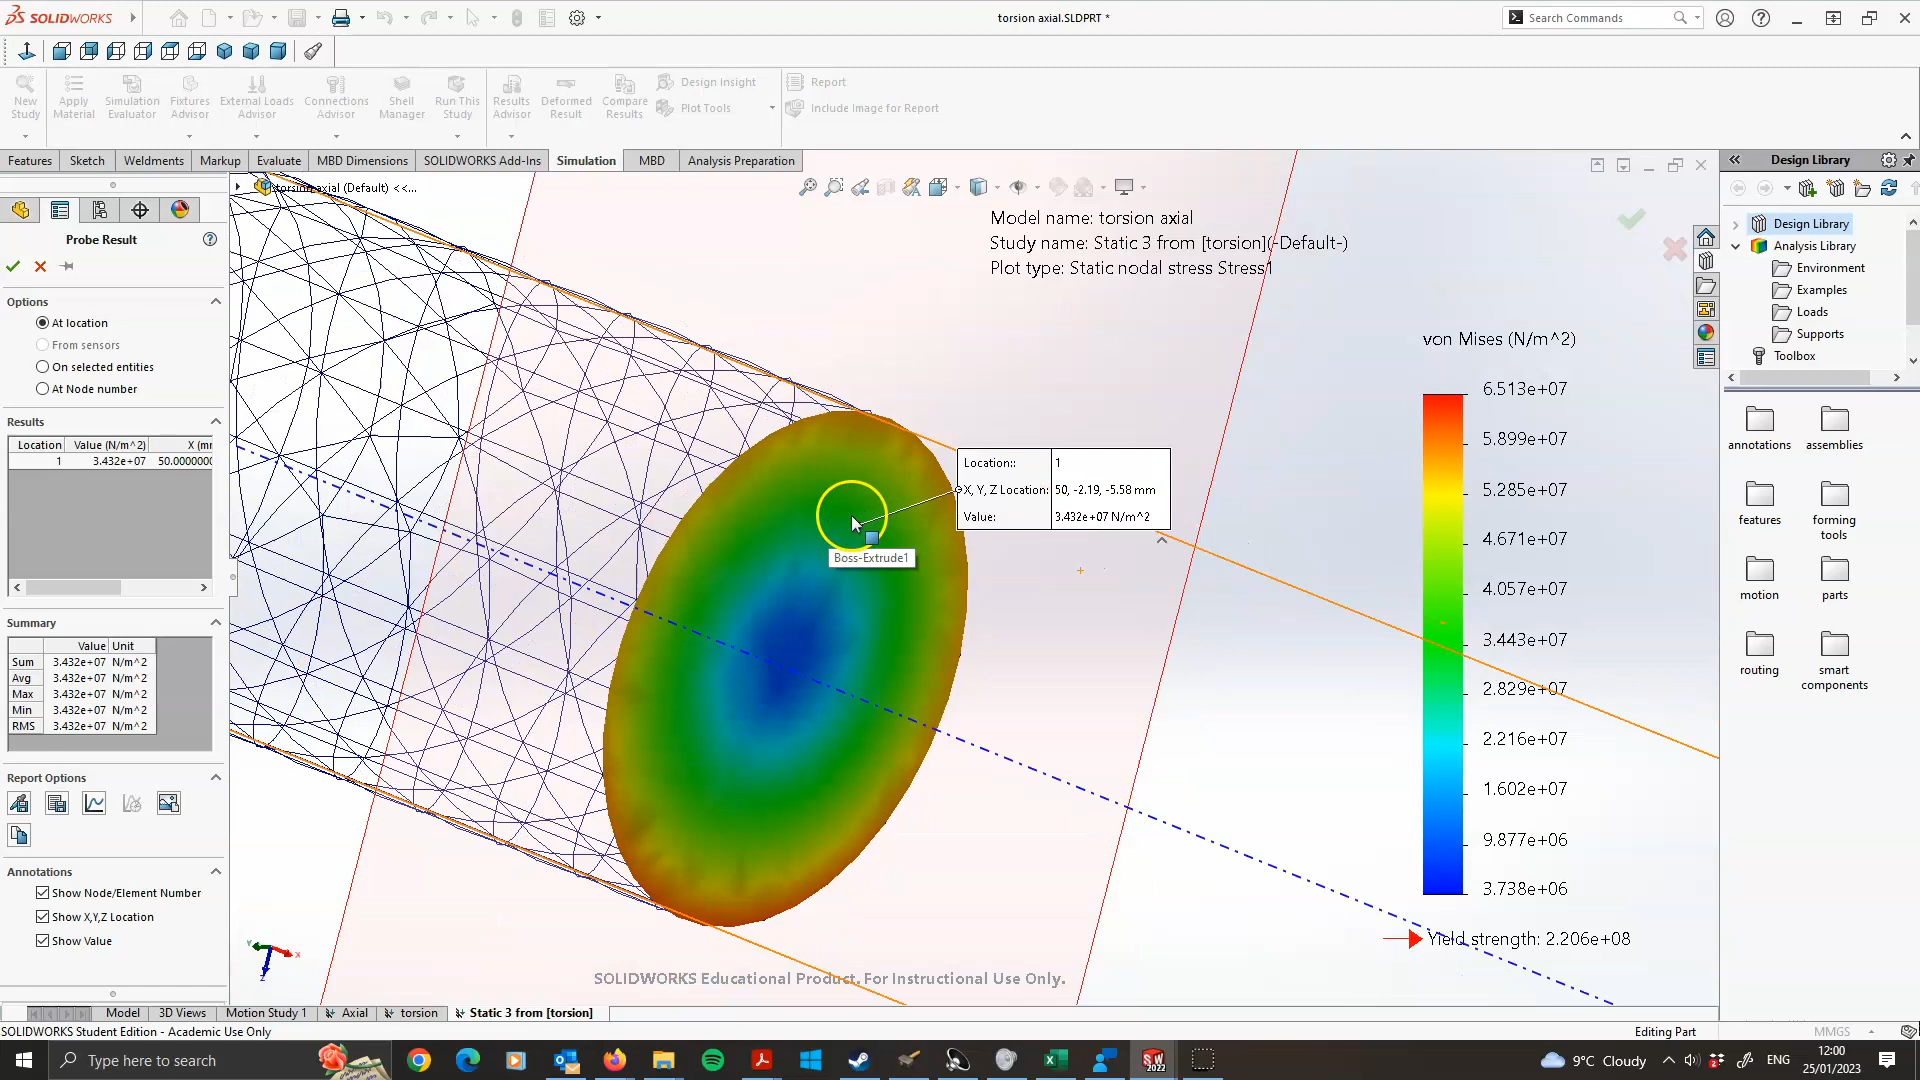 SOLIDWORKS
torsion axial.SLDPRT *
Search Commands
New Study
Apply Material
Simulation Evaluator
Fixtures Advisor
External Loads Advisor
Connections Advisor
Shell Manager
Run This Study
Results Advisor
Deformed Result
Compare Results
Design Insight
Plot Tools
Report
Include Image for Report
Features
Sketch
Weldments
Markup
Evaluate
MBD Dimensions
SOLIDWORKS Add-Ins
Simulation
MBD
Analysis Preparation
torsion axial (Default) <<...
Probe Result
Options
At location
From sensors
On selected entities
At Node number
Results
Location Value (N/m^2) X (mr
1 3.432e+07 50.0000000
Summary
Value Unit
Sum 3.432e+07 N/m^2
Avg 3.432e+07 N/m^2
Max 3.432e+07 N/m^2
Min 3.432e+07 N/m^2
RMS 3.432e+07 N/m^2
Report Options
Annotations
Show Node/Element Number
Show X,Y,Z Location
Show Value
Model name: torsion axial
Study name: Static 3 from [torsion](-Default-)
Plot type: Static nodal stress Stress1
Location:: 1
X, Y, Z Location: 50, -2.19, -5.58 mm
Value: 3.432e+07 N/m^2
Boss-Extrude1
von Mises (N/m^2)
6.513e+07
5.899e+07
5.285e+07
4.671e+07
4.057e+07
3.443e+07
2.829e+07
2.216e+07
1.602e+07
9.877e+06
3.738e+06
Yield strength: 2.206e+08
Y
X
Z
SOLIDWORKS Educational Product. For Instructional Use Only.
Design Library
Design Library
Analysis Library
Environment
Examples
Loads
Supports
Toolbox
annotations
assemblies
features
forming tools
motion
parts
routing
smart components
Model
3D Views
Motion Study 1
Axial
torsion
Static 3 from [torsion]
SOLIDWORKS Student Edition - Academic Use Only
Editing Part
MMGS
Type here to search
SW 2022
9°C Cloudy
ENG
12:00
25/01/2023